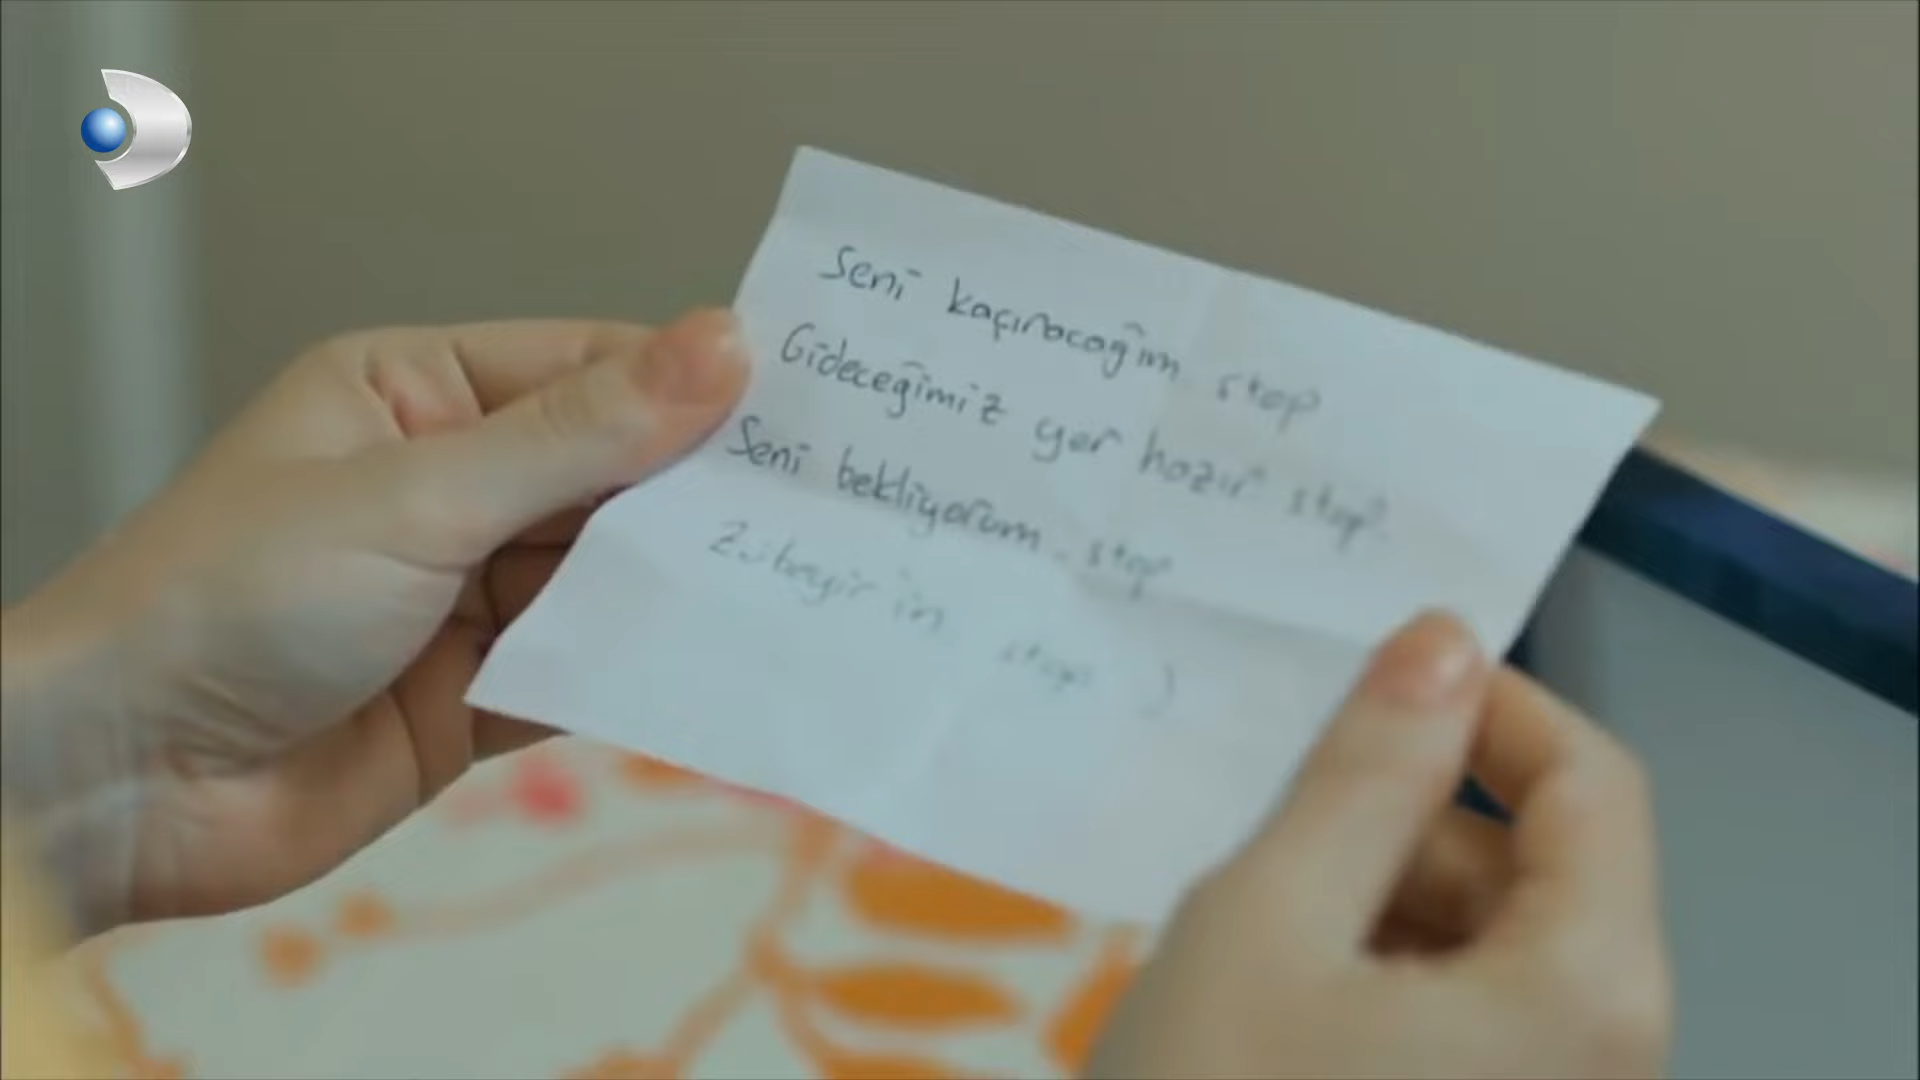 Seni kaçıracağım stop
Gideceğimiz yer hazır stop.
Seni bekliyorum. stop
Zübeyir'in stop )